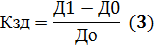 Кзд = (Д1 − Д0) / До (3)